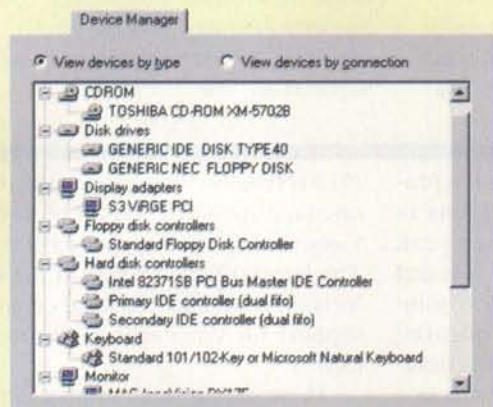 Device Manager
View devices by type View devices by connection
CDROM
TOSHIBA CD-ROM XM-5702B
Disk drives
GENERIC IDE DISK TYPE40
GENERIC NEC FLOPPY DISK
Display adapters
S3 ViRGE PCI
Floppy disk controllers
Standard Floppy Disk Controller
Hard disk controllers
Intel 82371SB PCI Bus Master IDE Controller
Primary IDE controller (dual fifo)
Secondary IDE controller (dual fifo)
Keyboard
Standard 101/102-Key or Microsoft Natural Keyboard
Monitor
MAG